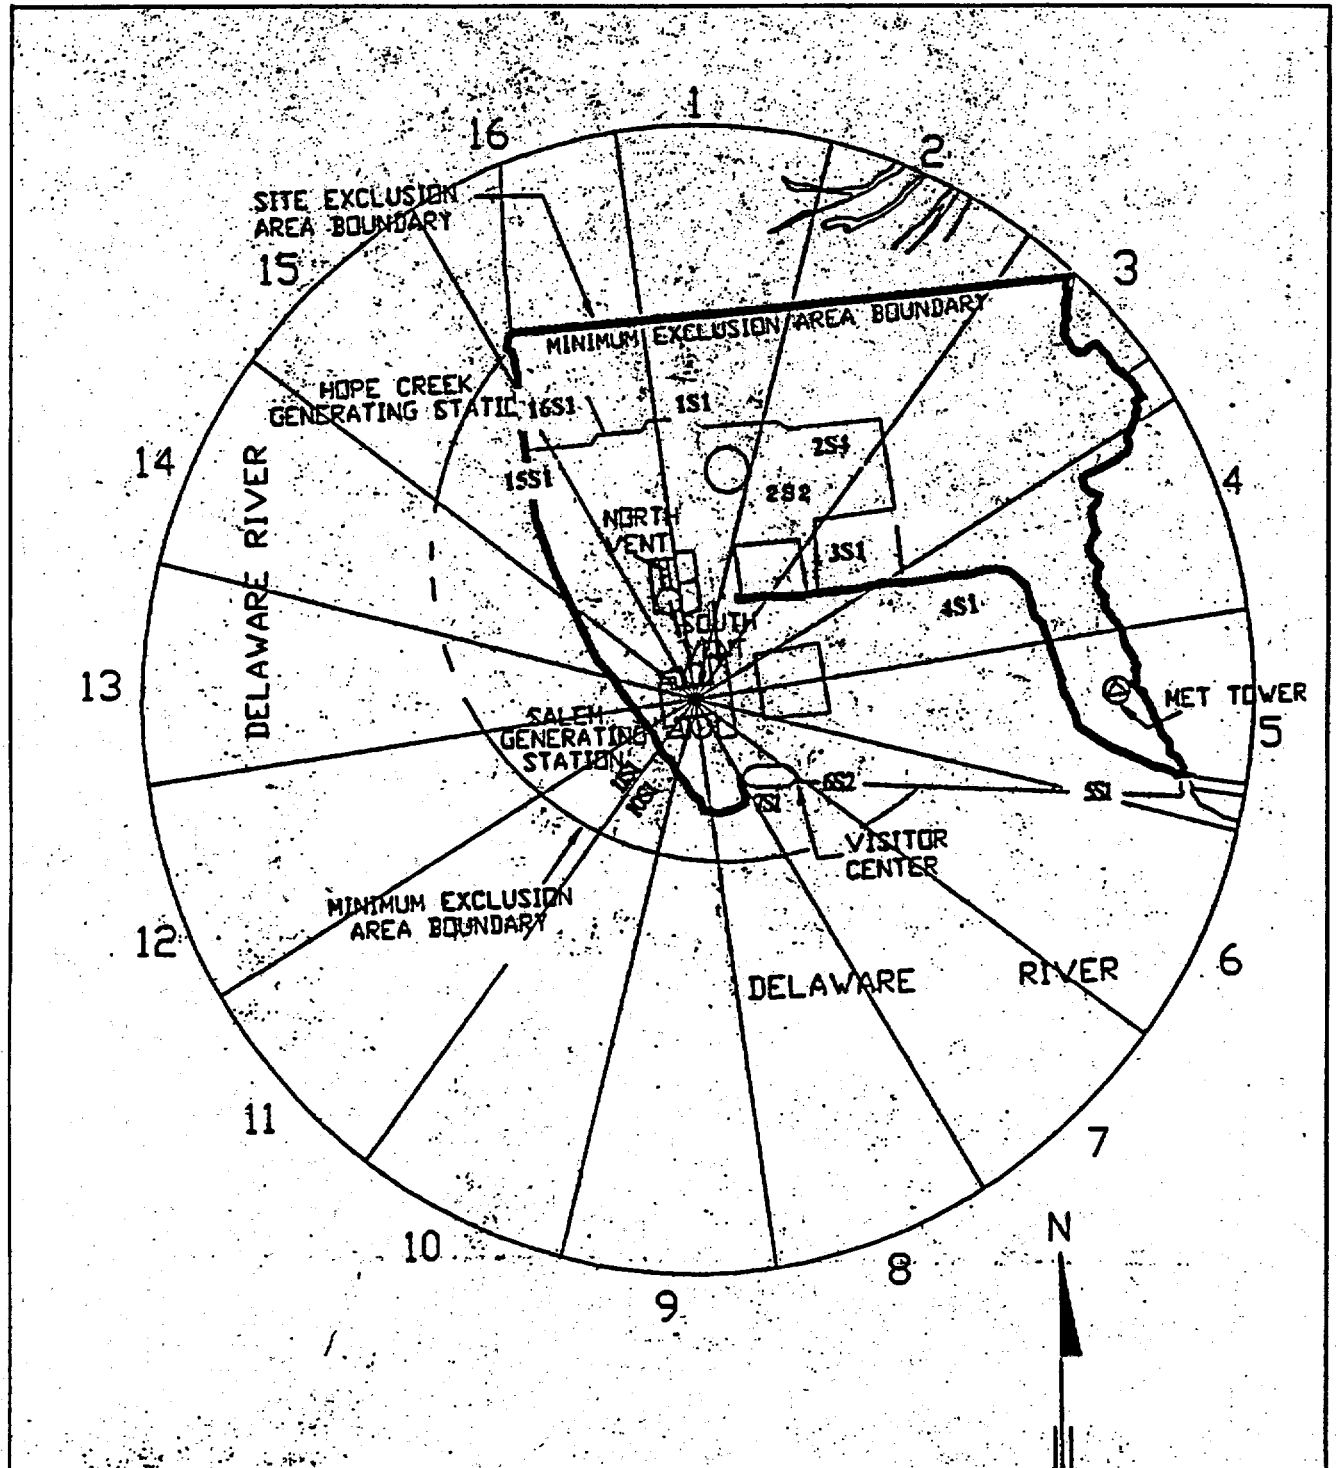 1
16
2
SITE EXCLUSION
AREA BOUNDARY
15
3
MINIMUM EXCLUSION AREA BOUNDARY
HOPE CREEK
GENERATING STATIC
16S1
1S1
14
2S1
15S1
4
2S2
NORTH
VENT
3S1
DELAWARE RIVER
4S1
SOUTH
13
MET TOWER
SALEM
GENERATING
STATION
5
6S2
5S1
7S1
10S1
VISITOR
CENTER
MINIMUM EXCLUSION
AREA BOUNDARY
12
6
DELAWARE RIVER
11
7
N
10
8
9